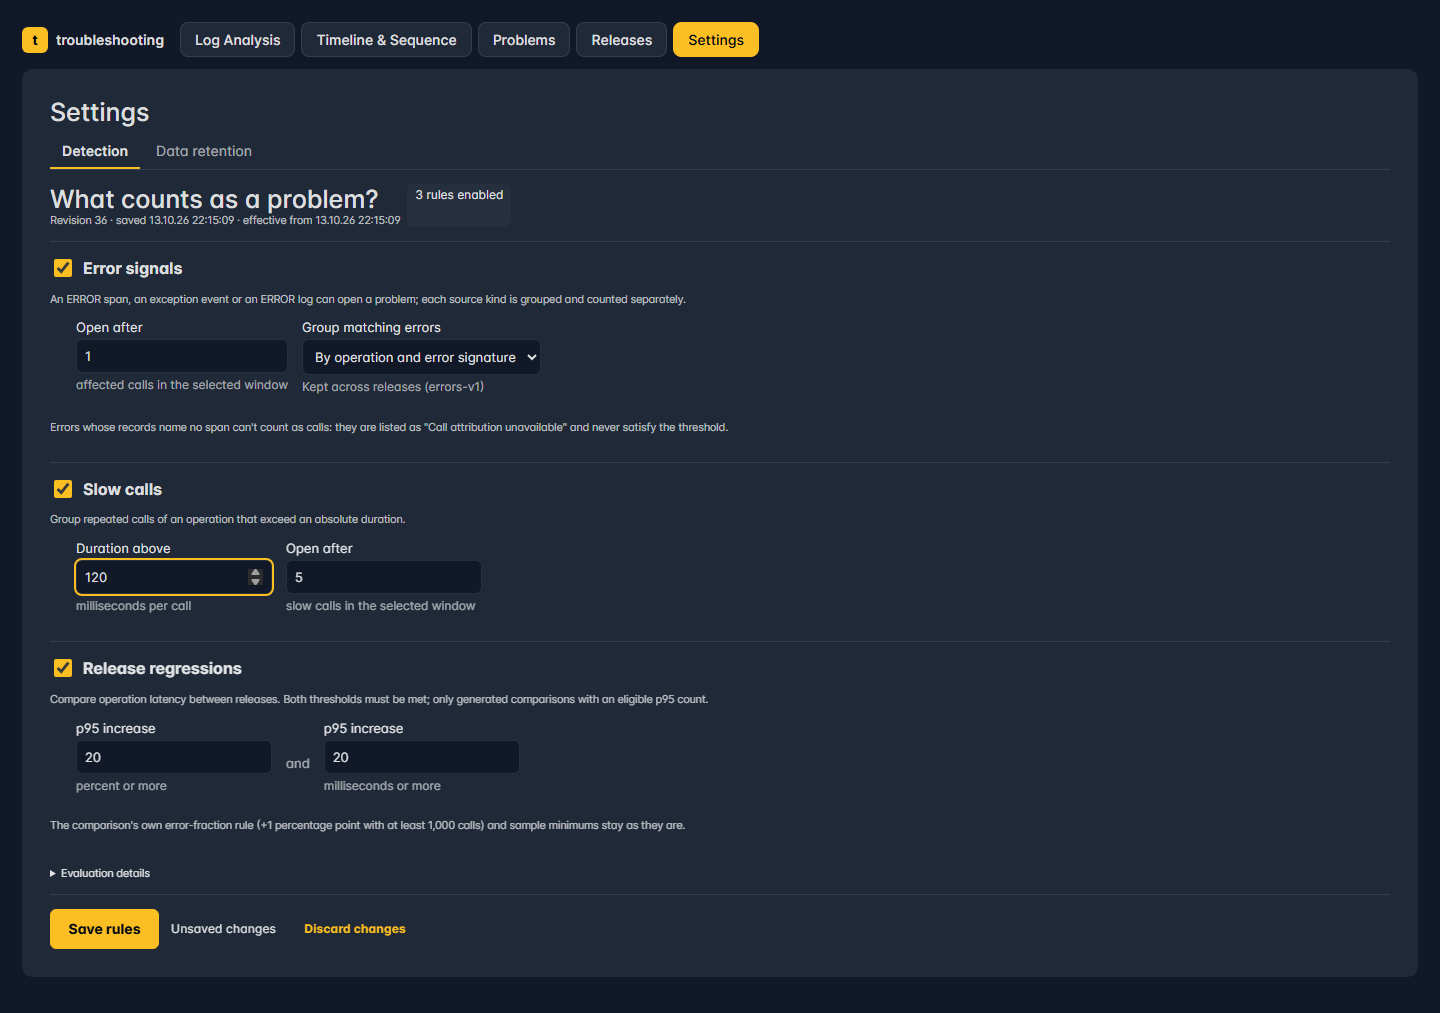 t troubleshooting Log Analysis Timeline & Sequence Problems Releases Settings
Settings
Detection Data retention
What counts as a problem? 3 rules enabled
Revision 36 · saved 13.10.26 22:15:09 · effective from 13.10.26 22:15:09
Error signals
An ERROR span, an exception event or an ERROR log can open a problem; each source kind is grouped and counted separately.
Open after Group matching errors
1 By operation and error signature
affected calls in the selected window Kept across releases (errors-v1)
Errors whose records name no span can't count as calls: they are listed as "Call attribution unavailable" and never satisfy the threshold.
Slow calls
Group repeated calls of an operation that exceed an absolute duration.
Duration above Open after
120 5
milliseconds per call slow calls in the selected window
Release regressions
Compare operation latency between releases. Both thresholds must be met; only generated comparisons with an eligible p95 count.
p95 increase p95 increase
20 and 20
percent or more milliseconds or more
The comparison's own error-fraction rule (+1 percentage point with at least 1,000 calls) and sample minimums stay as they are.
Evaluation details
Save rules Unsaved changes Discard changes